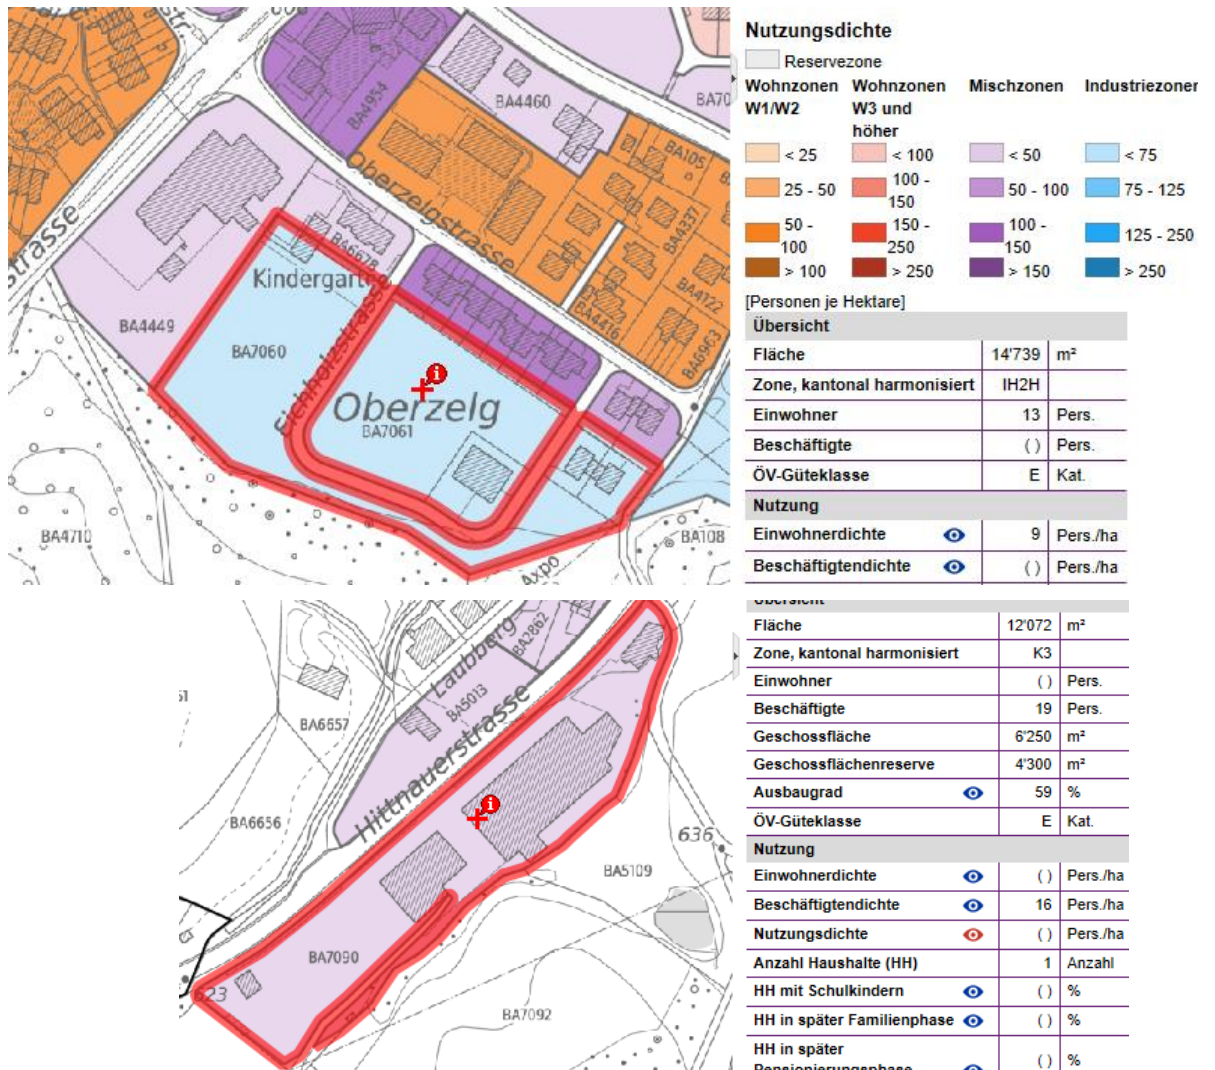 Nutzungsdichte
Reservezone
Wohnzonen W1/W2
Wohnzonen W3 und höher
Mischzonen
Industriezonen
< 25
< 100
< 50
< 75
25 - 50
100 - 150
50 - 100
75 - 125
50 - 100
150 - 250
100 - 150
125 - 250
> 100
> 250
> 150
> 250
[Personen je Hektare]
Übersicht
Fläche 14'739 m²
Zone, kantonal harmonisiert IH2H
Einwohner 13 Pers.
Beschäftigte ( ) Pers.
ÖV-Güteklasse E Kat.
Nutzung
Einwohnerdichte 9 Pers./ha
Beschäftigtendichte ( ) Pers./ha
BA4934
BA4460
BA70
BA105
Oberzelgstrasse
BA4337
BA6678
Kindergarten
BA4122
BA4416
BA6963
strasse
BA4449
BA7060
Eichholzstrasse
Oberzelg
BA7061
BA4710
BA108
Axpo
Übersicht
Fläche 12'072 m²
Zone, kantonal harmonisiert K3
Einwohner ( ) Pers.
Beschäftigte 19 Pers.
Geschossfläche 6'250 m²
Geschossflächenreserve 4'300 m²
Ausbaugrad 59 %
ÖV-Güteklasse E Kat.
Nutzung
Einwohnerdichte ( ) Pers./ha
Beschäftigtendichte 16 Pers./ha
Nutzungsdichte ( ) Pers./ha
Anzahl Haushalte (HH) 1 Anzahl
HH mit Schulkindern ( ) %
HH in später Familienphase ( ) %
HH in später Pensionierungsphase ( ) %
Laubberg
BA2862
BA5013
51
BA6657
Hittnauerstrasse
BA6656
636
BA5109
BA7090
623
BA7092